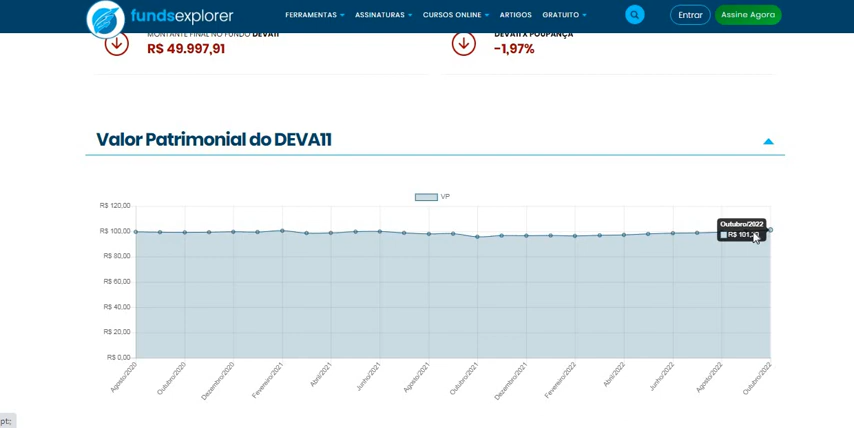 fundsexplorer
FERRAMENTAS ASSINATURAS CURSOS ONLINE ARTIGOS GRATUITO Entrar Assine Agora
MONTANTE FINAL NO FUNDO DEVA11
R$ 49.997,91
DEVA11 X POUPANÇA
-1,97%
Valor Patrimonial do DEVA11
VP
R$ 120,00
R$ 100,00
R$ 80,00
R$ 60,00
R$ 40,00
R$ 20,00
R$ 0,00
Outubro/2022
R$ 101
Agosto/2020
Outubro/2020
Dezembro/2020
Fevereiro/2021
Abril/2021
Junho/2021
Agosto/2021
Outubro/2021
Dezembro/2021
Fevereiro/2022
Abril/2022
Junho/2022
Agosto/2022
Outubro/2022